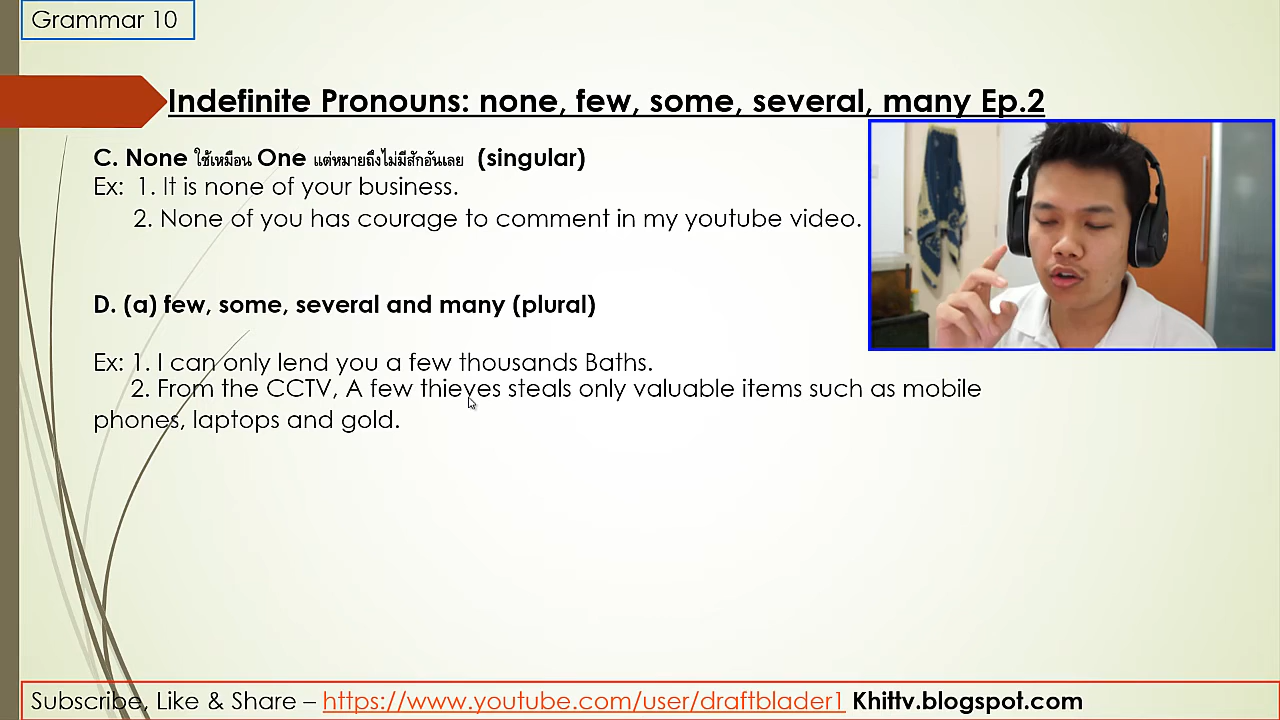 Grammar 10
Indefinite Pronouns: none, few, some, several, many Ep.2
C. None ใช้เหมือน One แต่หมายถึงไม่มีสักอันเลย (singular)
Ex: 1. It is none of your business.
2. None of you has courage to comment in my youtube video.
D. (a) few, some, several and many (plural)
Ex: 1. I can only lend you a few thousands Baths.
2. From the CCTV, A few thieves steals only valuable items such as mobile
phones, laptops and gold.
Subscribe, Like & Share – https://www.youtube.com/user/draftblader1 Khittv.blogspot.com